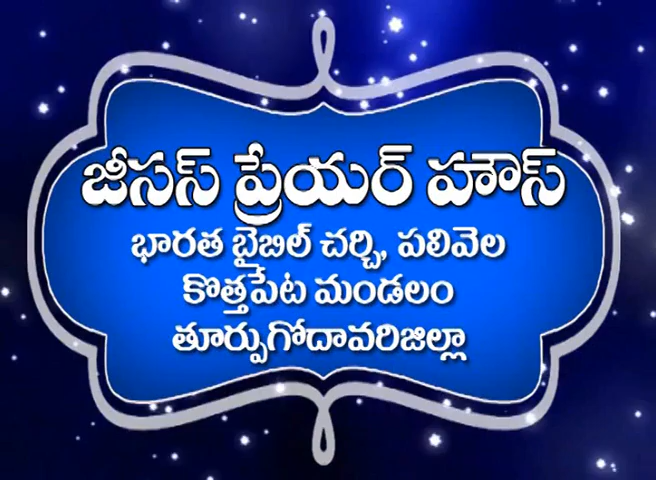 జీసస్ ప్రేయర్ హౌస్
భారత బైబిల్ చర్చి, పలివెల
కొత్తపేట మండలం
తూర్పుగోదావరిజిల్లా